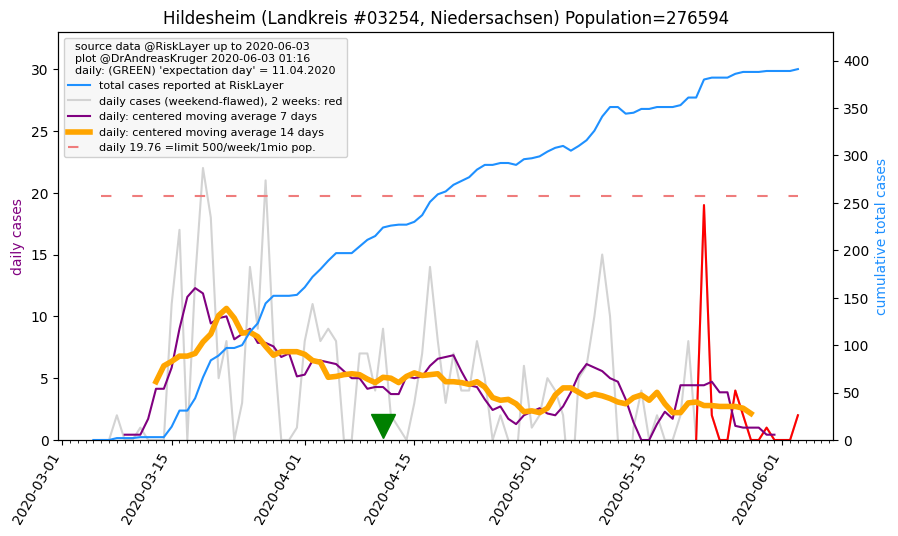 Hildesheim (Landkreis #03254, Niedersachsen) Population=276594
source data @RiskLayer up to 2020-06-03
plot @DrAndreasKruger 2020-06-03 01:16
daily: (GREEN) 'expectation day' = 11.04.2020
total cases reported at RiskLayer
daily cases (weekend-flawed), 2 weeks: red
daily: centered moving average 7 days
daily: centered moving average 14 days
daily 19.76 =limit 500/week/1mio pop.
daily cases
30
25
20
15
10
5
0
cumulative total cases
400
350
300
250
200
150
100
50
0
2020-03-01
2020-03-15
2020-04-01
2020-04-15
2020-05-01
2020-05-15
2020-06-01